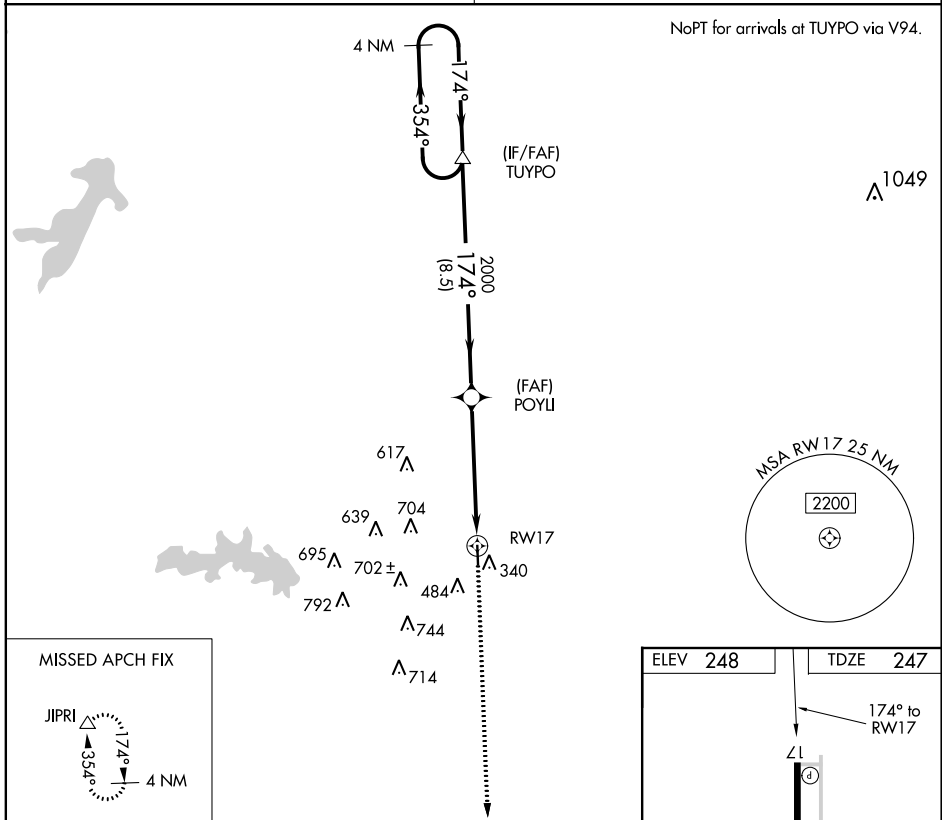 NoPT for arrivals at TUYPO via V94.
4 NM
174°
354°
(IF/FAF)
TUYPO
1049
2000
174°
(8.5)
(FAF)
POYLI
617
639
704
RW17
695
702 ±
340
484
792
744
714
MSA RW17 25 NM
2200
MISSED APCH FIX
JIPRI
174°
354°
4 NM
ELEV 248
TDZE 247
174° to
RW17
17
P